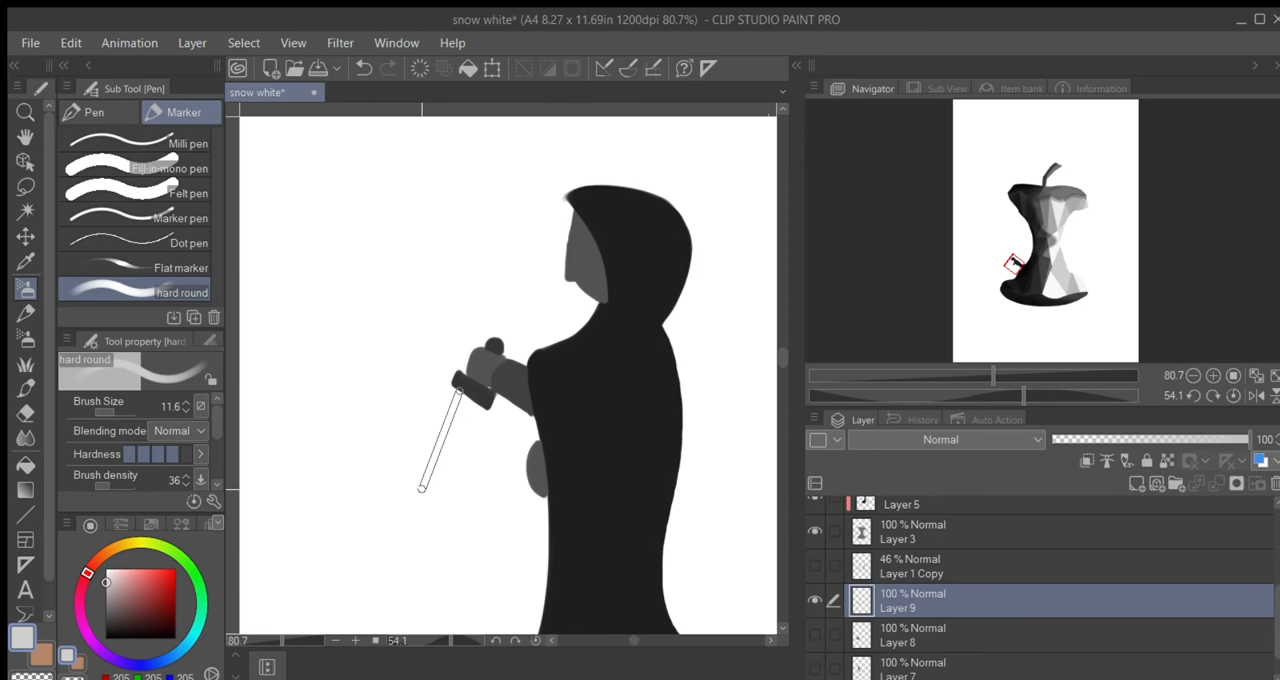 snow white* (A4 8.27 x 11.69in 1200dpi 80.7%) - CLIP STUDIO PAINT PRO
File Edit Animation Layer Select View Filter Window Help
Sub Tool [Pen]
snow white*
Navigator Sub View Item bank Information
Pen Marker
Milli pen
Fill-in mono pen
Felt pen
Marker pen
Dot pen
Flat marker
hard round
Tool property [hard
hard round
Brush Size 11.6
Blending mode Normal
Hardness
Brush density 36
80.7
54.1
Layer History Auto Action
Normal 100
Layer 5
100 % Normal
Layer 3
46 % Normal
Layer 1 Copy
100 % Normal
Layer 9
100 % Normal
Layer 8
100 % Normal
Layer 7
80.7 54.1
205 205 205